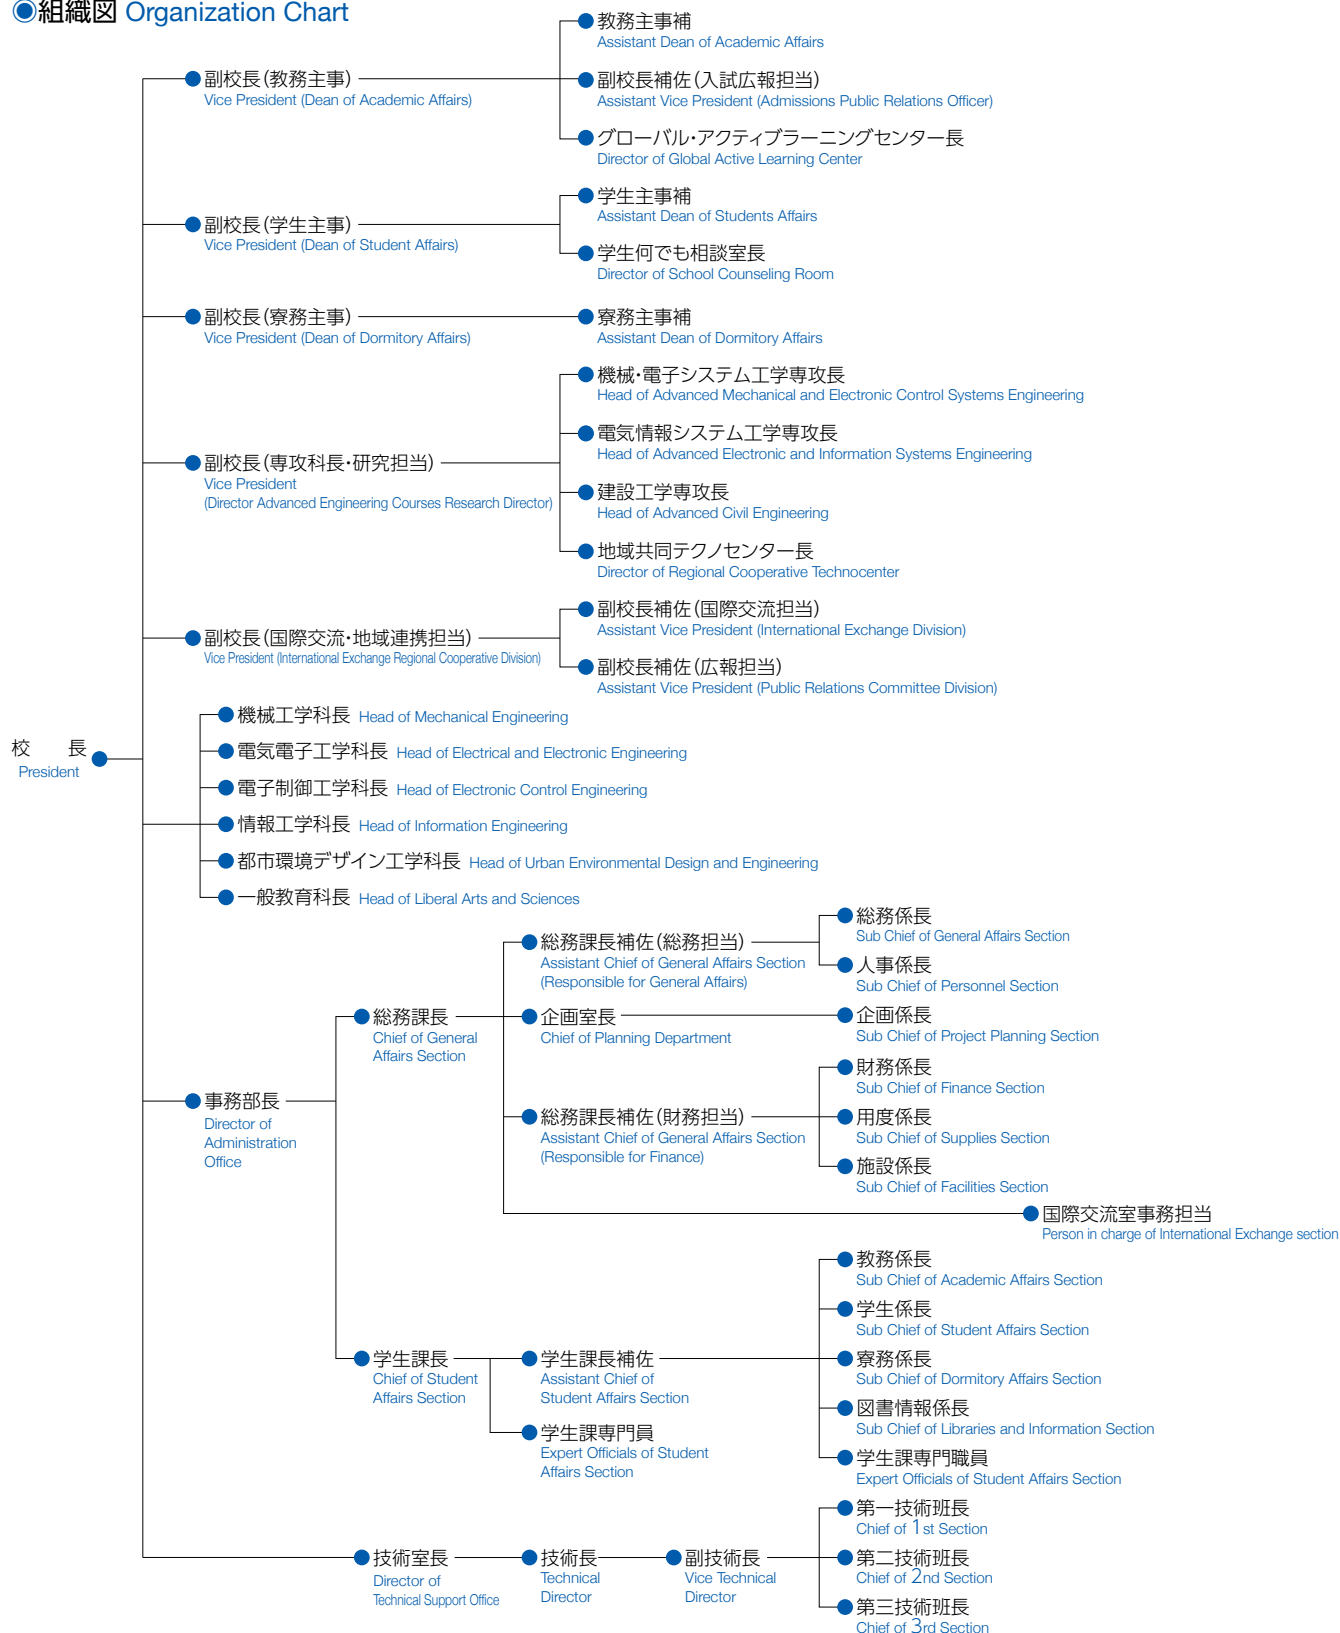 ◉組織図 Organization Chart
教務主事補
Assistant Dean of Academic Affairs
副校長(教務主事)
Vice President (Dean of Academic Affairs)
副校長補佐(入試広報担当)
Assistant Vice President (Admissions Public Relations Officer)
グローバル・アクティブラーニングセンター長
Director of Global Active Learning Center
学生主事補
Assistant Dean of Students Affairs
副校長(学生主事)
Vice President (Dean of Student Affairs)
学生何でも相談室長
Director of School Counseling Room
副校長(寮務主事)
Vice President (Dean of Dormitory Affairs)
寮務主事補
Assistant Dean of Dormitory Affairs
機械・電子システム工学専攻長
Head of Advanced Mechanical and Electronic Control Systems Engineering
電気情報システム工学専攻長
Head of Advanced Electronic and Information Systems Engineering
副校長(専攻科長・研究担当)
Vice President
(Director Advanced Engineering Courses Research Director)
建設工学専攻長
Head of Advanced Civil Engineering
地域共同テクノセンター長
Director of Regional Cooperative Technocenter
副校長補佐(国際交流担当)
Assistant Vice President (International Exchange Division)
副校長(国際交流・地域連携担当)
Vice President (International Exchange Regional Cooperative Division)
副校長補佐(広報担当)
Assistant Vice President (Public Relations Committee Division)
機械工学科長 Head of Mechanical Engineering
校 長
President
電気電子工学科長 Head of Electrical and Electronic Engineering
電子制御工学科長 Head of Electronic Control Engineering
情報工学科長 Head of Information Engineering
都市環境デザイン工学科長 Head of Urban Environmental Design and Engineering
一般教育科長 Head of Liberal Arts and Sciences
総務係長
Sub Chief of General Affairs Section
総務課長補佐(総務担当)
Assistant Chief of General Affairs Section
(Responsible for General Affairs)
人事係長
Sub Chief of Personnel Section
総務課長
Chief of General
Affairs Section
企画室長
Chief of Planning Department
企画係長
Sub Chief of Project Planning Section
財務係長
Sub Chief of Finance Section
事務部長
Director of
Administration
Office
総務課長補佐(財務担当)
Assistant Chief of General Affairs Section
(Responsible for Finance)
用度係長
Sub Chief of Supplies Section
施設係長
Sub Chief of Facilities Section
国際交流室事務担当
Person in charge of International Exchange section
教務係長
Sub Chief of Academic Affairs Section
学生係長
Sub Chief of Student Affairs Section
学生課長
Chief of Student
Affairs Section
学生課長補佐
Assistant Chief of
Student Affairs Section
寮務係長
Sub Chief of Dormitory Affairs Section
図書情報係長
Sub Chief of Libraries and Information Section
学生課専門員
Expert Officials of Student
Affairs Section
学生課専門職員
Expert Officials of Student Affairs Section
第一技術班長
Chief of 1st Section
技術室長
Director of
Technical Support Office
技術長
Technical
Director
副技術長
Vice Technical
Director
第二技術班長
Chief of 2nd Section
第三技術班長
Chief of 3rd Section